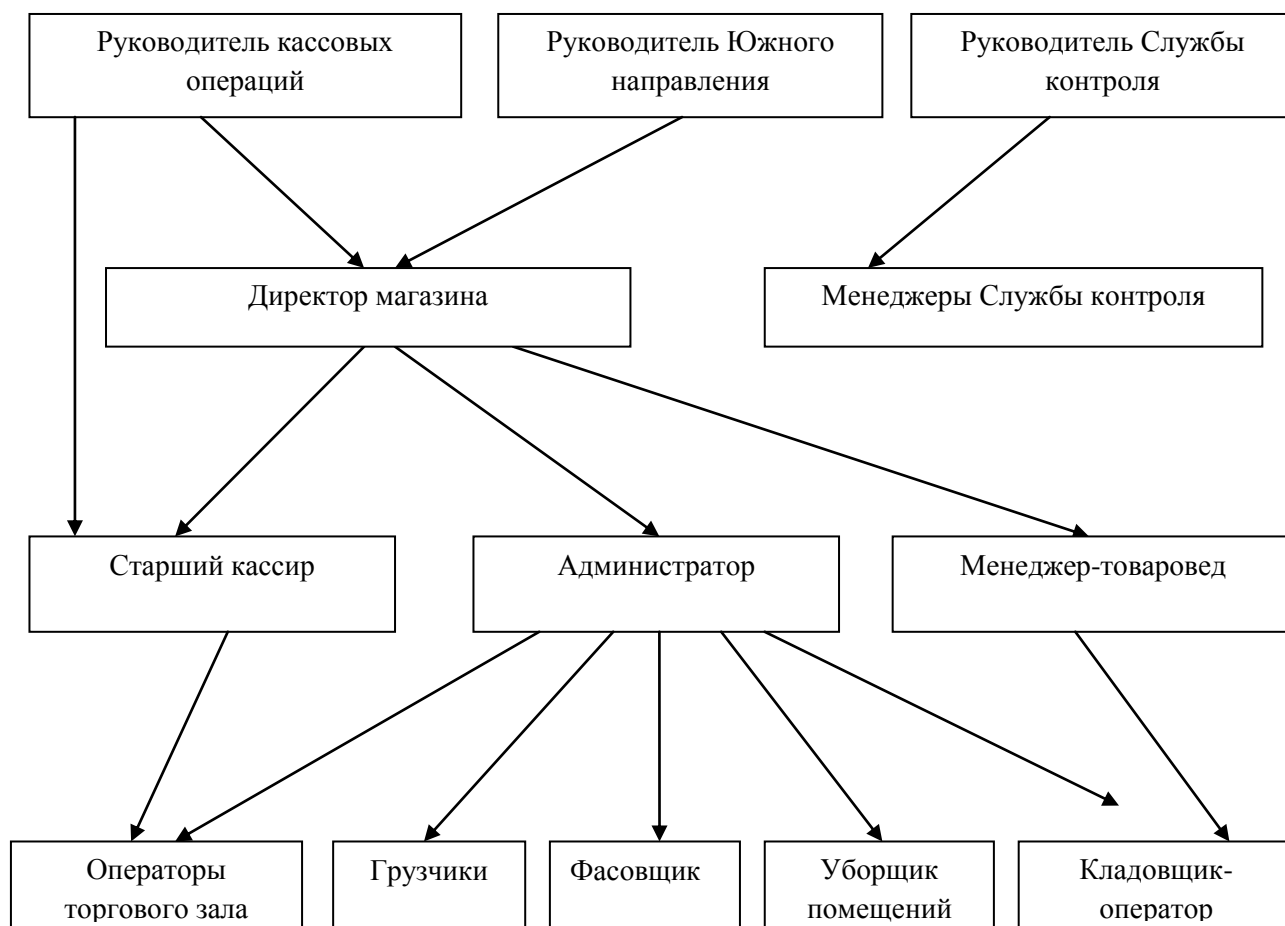 Руководитель кассовых
операций
Руководитель Южного
направления
Руководитель Службы
контроля
Директор магазина
Менеджеры Службы контроля
Старший кассир
Администратор
Менеджер-товаровед
Операторы
торгового зала
Грузчики
Фасовщик
Уборщик
помещений
Кладовщик-
оператор